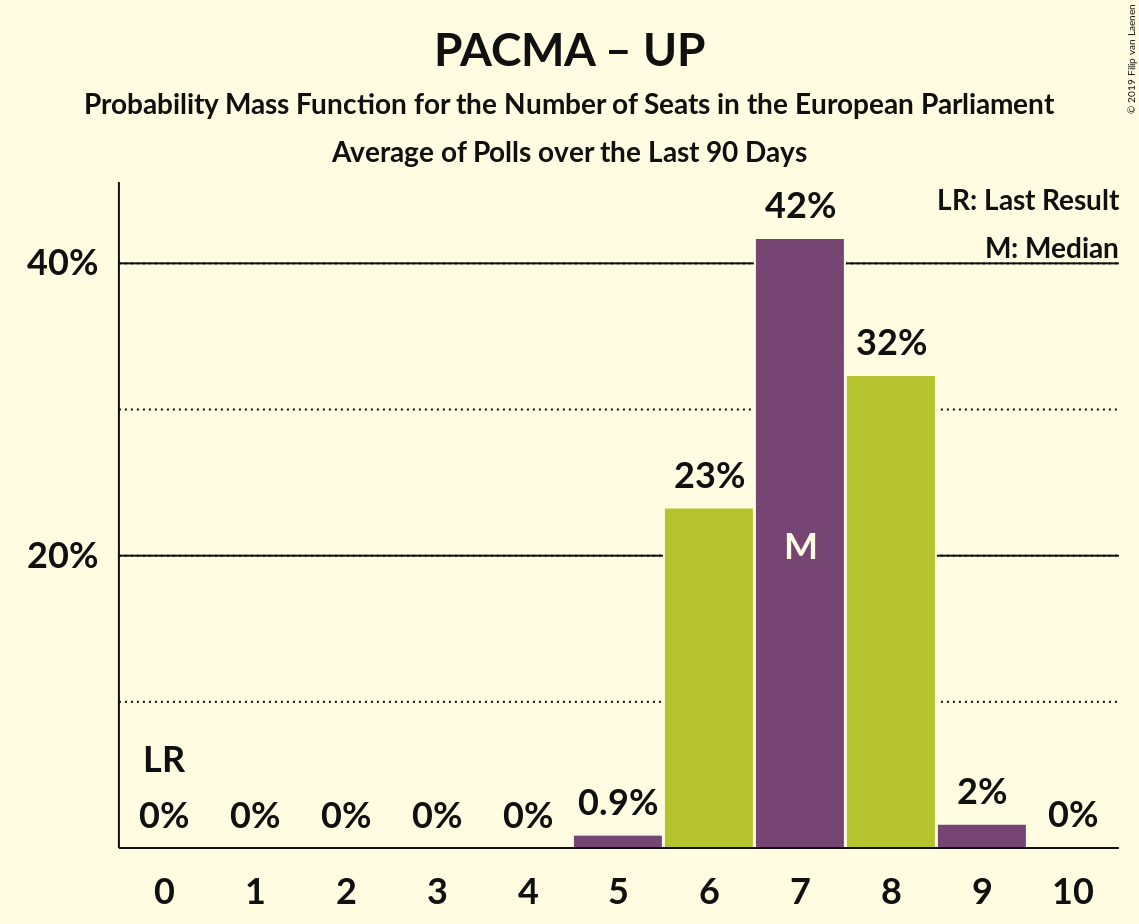 PACMA – UP
Probability Mass Function for the Number of Seats in the European Parliament
Average of Polls over the Last 90 Days
© 2019 Filip van Laenen
LR: Last Result
M: Median
42%
40%
32%
23%
M
20%
LR
0% 0% 0% 0% 0% 0.9% 2% 0%
0 1 2 3 4 5 6 7 8 9 10